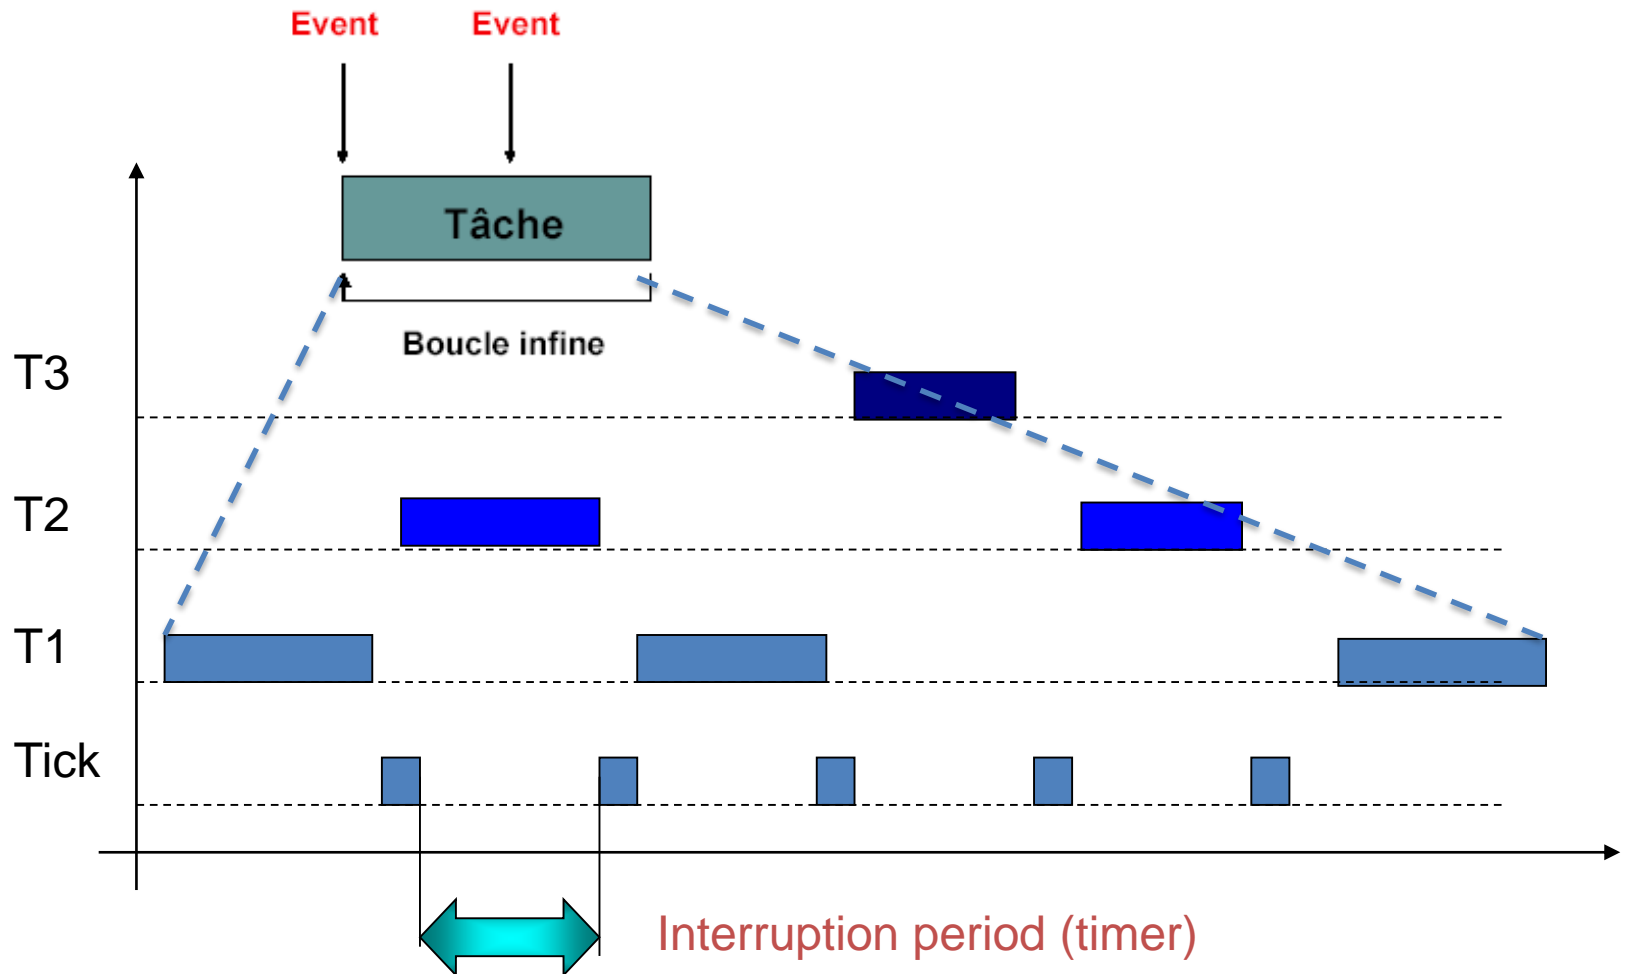 Event Event
Tâche
Boucle infine
T3
T2
T1
Tick
Interruption period (timer)